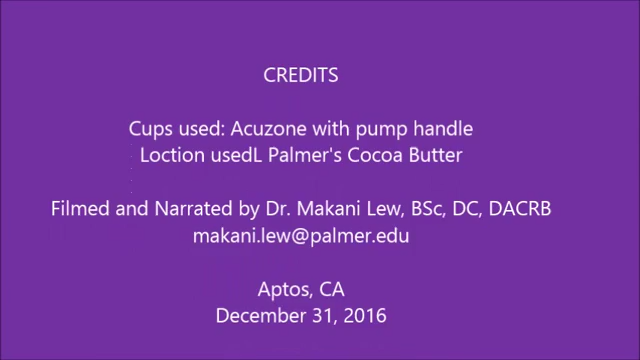 CREDITS
Cups used: Acuzone with pump handle
Loction usedL Palmer's Cocoa Butter
Filmed and Narrated by Dr. Makani Lew, BSc, DC, DACRB
makani.lew@palmer.edu
Aptos, CA
December 31, 2016